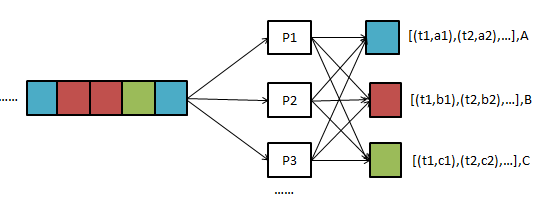 P1
[(t1,a1),(t2,a2),…],A
……
P2
[(t1,b1),(t2,b2),…],B
P3
[(t1,c1),(t2,c2),…],C
……